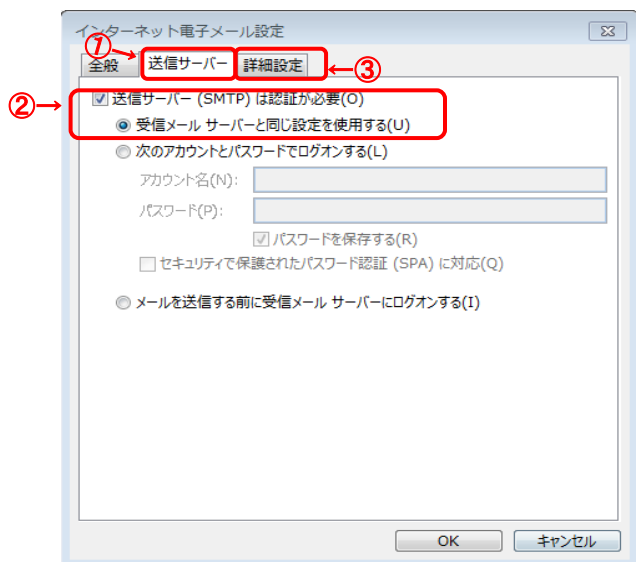 インターネット電子メール設定
①
全般 送信サーバー 詳細設定 ←③
②→
送信サーバー (SMTP) は認証が必要(O)
受信メール サーバーと同じ設定を使用する(U)
次のアカウントとパスワードでログオンする(L)
アカウント名(N):
パスワード(P):
パスワードを保存する(R)
セキュリティで保護されたパスワード認証 (SPA) に対応(Q)
メールを送信する前に受信メール サーバーにログオンする(I)
OK キャンセル